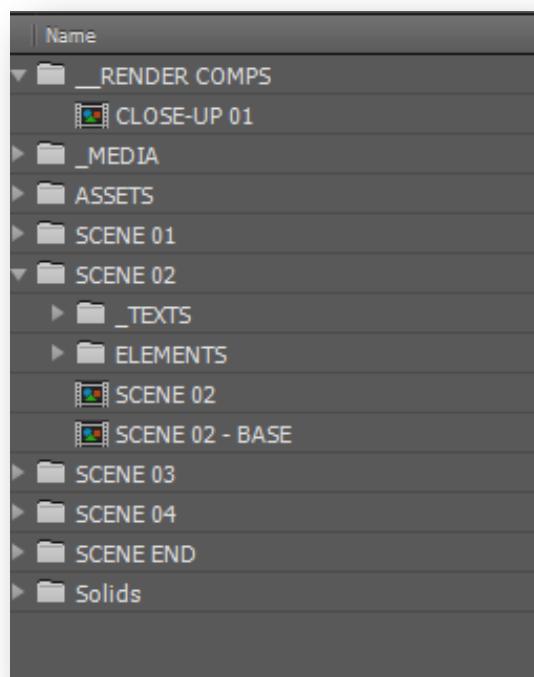 Name
__RENDER COMPS
CLOSE-UP 01
_MEDIA
ASSETS
SCENE 01
SCENE 02
_TEXTS
ELEMENTS
SCENE 02
SCENE 02 - BASE
SCENE 03
SCENE 04
SCENE END
Solids